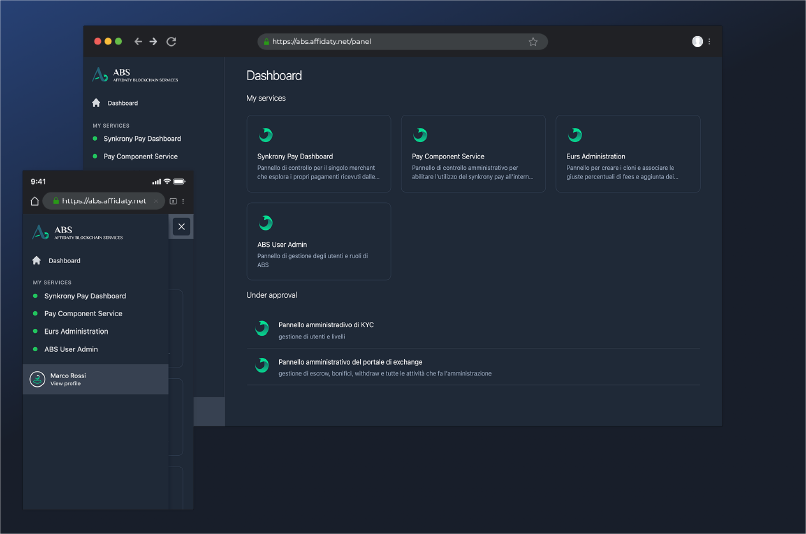 https://abs.affidaty.net/panel
ABS
AFFIDATY BLOCKCHAIN SERVICES
Dashboard
MY SERVICES
Synkrony Pay Dashboard
Pay Component Service
Dashboard
My services
Synkrony Pay Dashboard
Pannello di controllo per il singolo merchant
che esplora i propri pagamenti ricevuti dalle...
Pay Component Service
Pannello di controllo amministrativo per
abilitare l'utilizzo del synkrony pay all'intern...
Eurs Administration
Pannello per creare i cloni e associare le
giuste percentuali di fees e aggiunta dei...
ABS User Admin
Pannello di gestione degli utenti e ruoli di
ABS
Under approval
Pannello amministradivo di KYC
gestione di utenti e livelli
Pannello amministrativo del portale di exchange
gestione di escrow, bonifici, withdraw e tutte le attività che fa l'amministrazione
9:41
https://abs.affidaty.net
ABS
AFFIDATY BLOCKCHAIN SERVICES
Dashboard
MY SERVICES
Synkrony Pay Dashboard
Pay Component Service
Eurs Administration
ABS User Admin
Marco Rossi
View profile